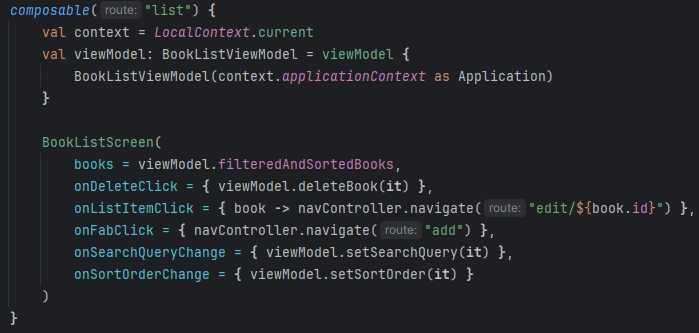 composable( route: "list") {
    val context = LocalContext.current
    val viewModel: BookListViewModel = viewModel {
        BookListViewModel(context.applicationContext as Application)
    }

    BookListScreen(
        books = viewModel.filteredAndSortedBooks,
        onDeleteClick = { viewModel.deleteBook(it) },
        onListItemClick = { book -> navController.navigate( route: "edit/${book.id}") },
        onFabClick = { navController.navigate( route: "add") },
        onSearchQueryChange = { viewModel.setSearchQuery(it) },
        onSortOrderChange = { viewModel.setSortOrder(it) }
    )
}